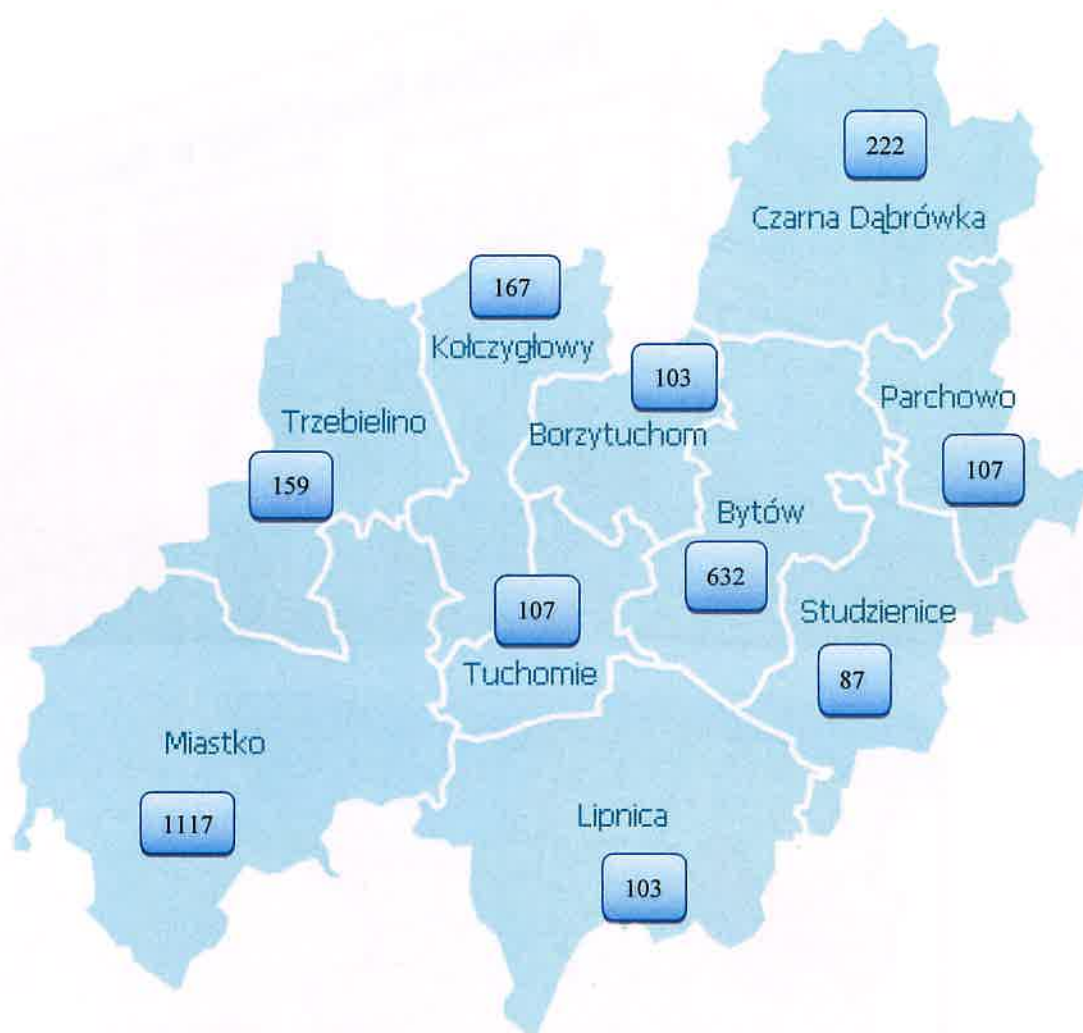 222
Czarna Dąbrówka
167
Kołczygłowy
103
Borzytuchom
Parchowo
107
Trzebielino
159
Bytów
632
107
Tuchomie
Studzienice
87
Miastko
1117
Lipnica
103